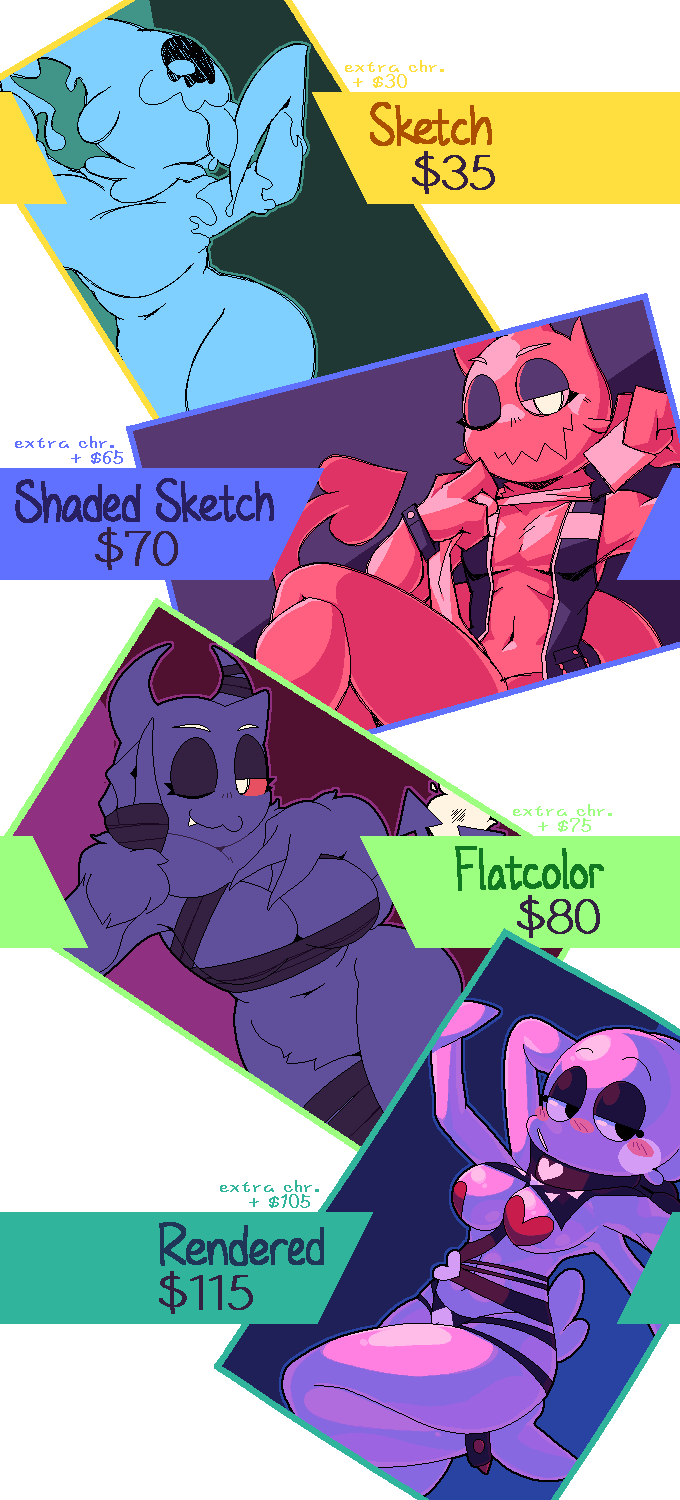 extra chr.
+ $30
Sketch
$35
extra chr.
+ $65
Shaded Sketch
$70
extra chr.
+ $75
Flatcolor
$80
extra chr.
+ $105
Rendered
$115